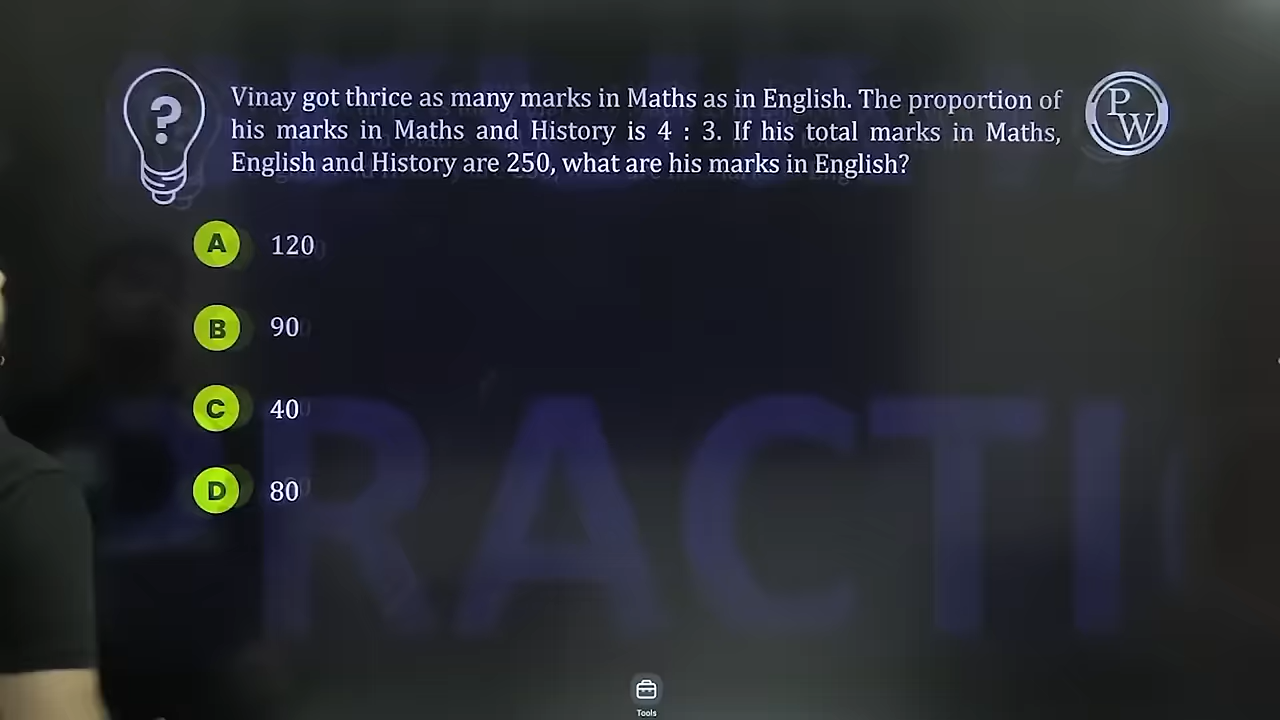 Vinay got thrice as many marks in Maths as in English. The proportion of
his marks in Maths and History is 4 : 3. If his total marks in Maths,
English and History are 250, what are his marks in English?
?
P
W
A 120
B 90
C 40
D 80
PRACTI
Tools